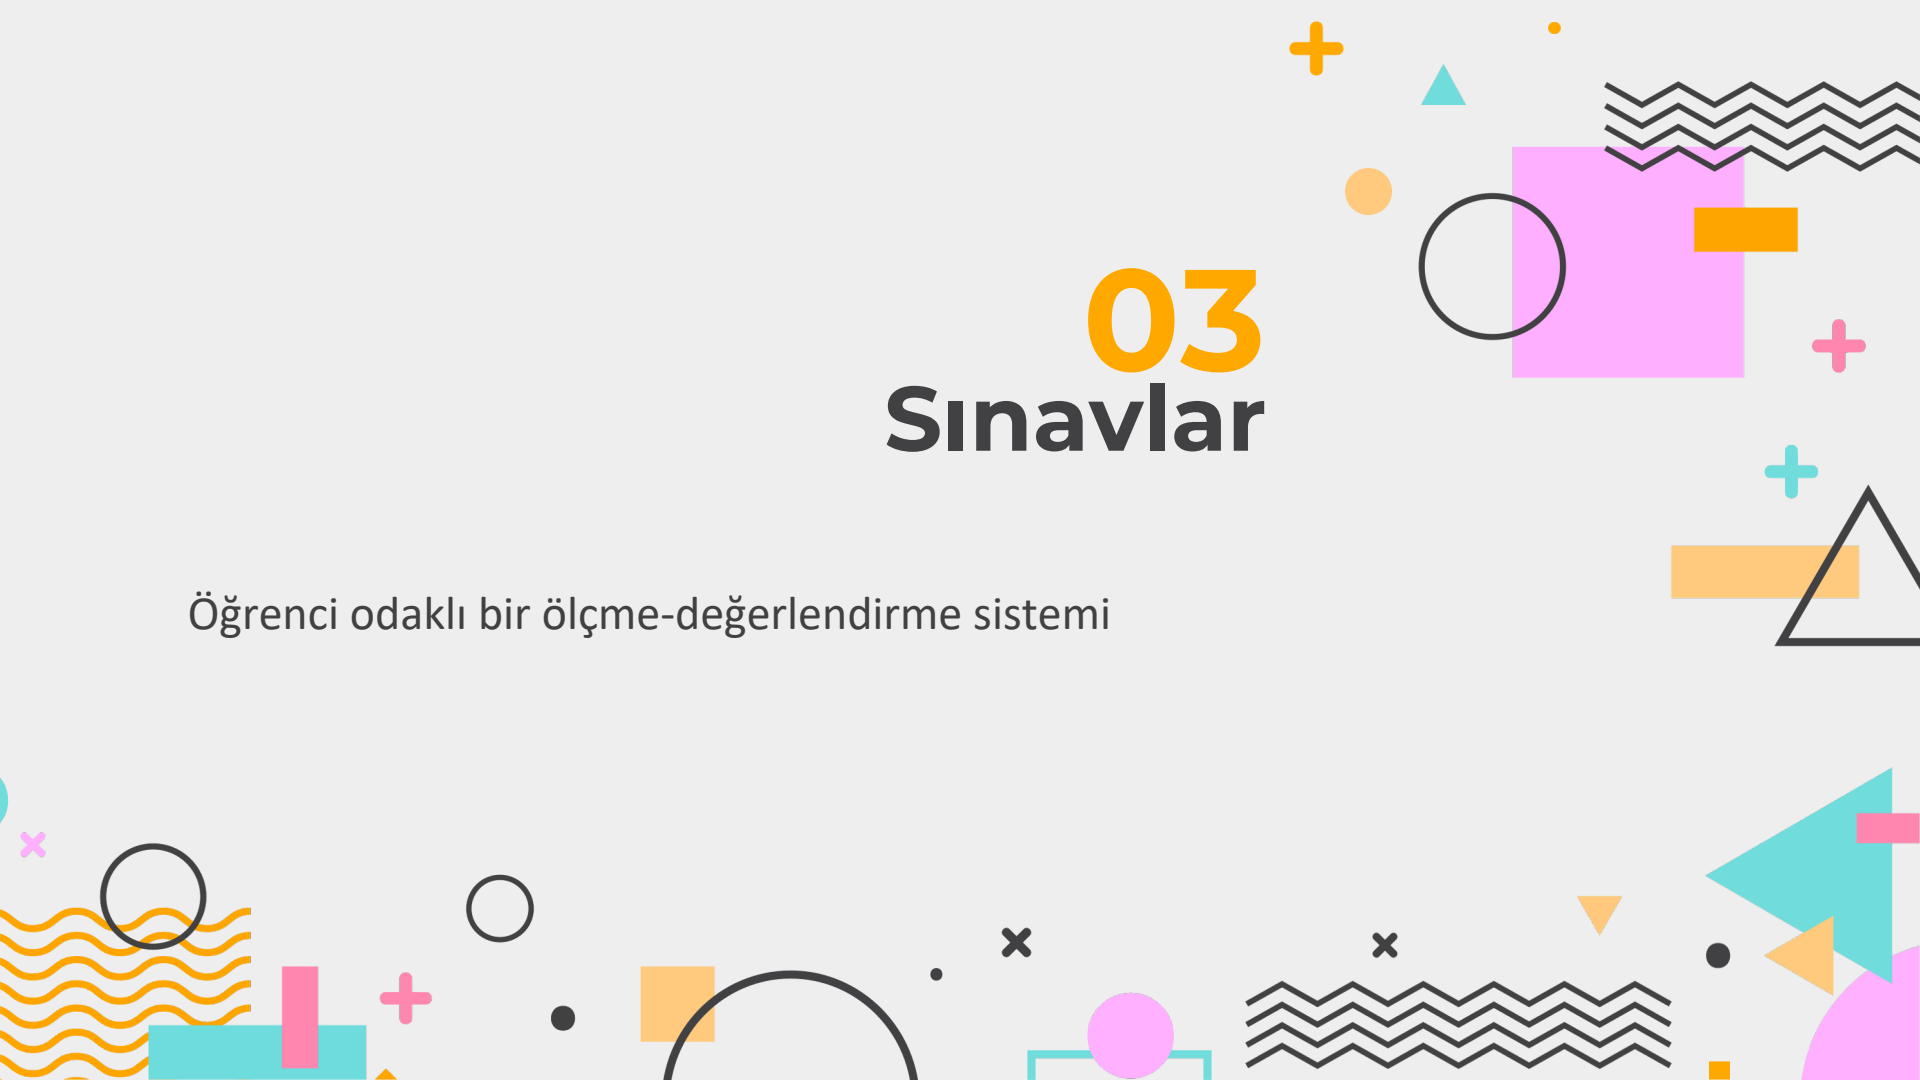 03
Sınavlar
Öğrenci odaklı bir ölçme-değerlendirme sistemi